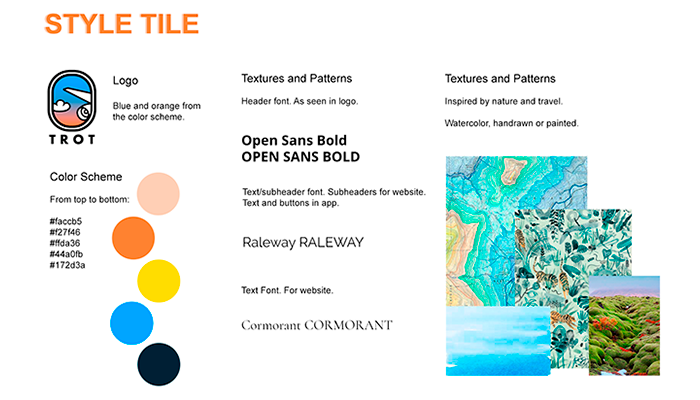 STYLE TILE
TROT
Logo
Blue and orange from
the color scheme.
Color Scheme
From top to bottom:
#faccb5
#f27f46
#ffda36
#44a0fb
#172d3a
Textures and Patterns
Header font. As seen in logo.
Open Sans Bold
OPEN SANS BOLD
Text/subheader font. Subheaders for website.
Text and buttons in app.
Raleway RALEWAY
Text Font. For website.
Cormorant CORMORANT
Textures and Patterns
Inspired by nature and travel.
Watercolor, handrawn or painted.